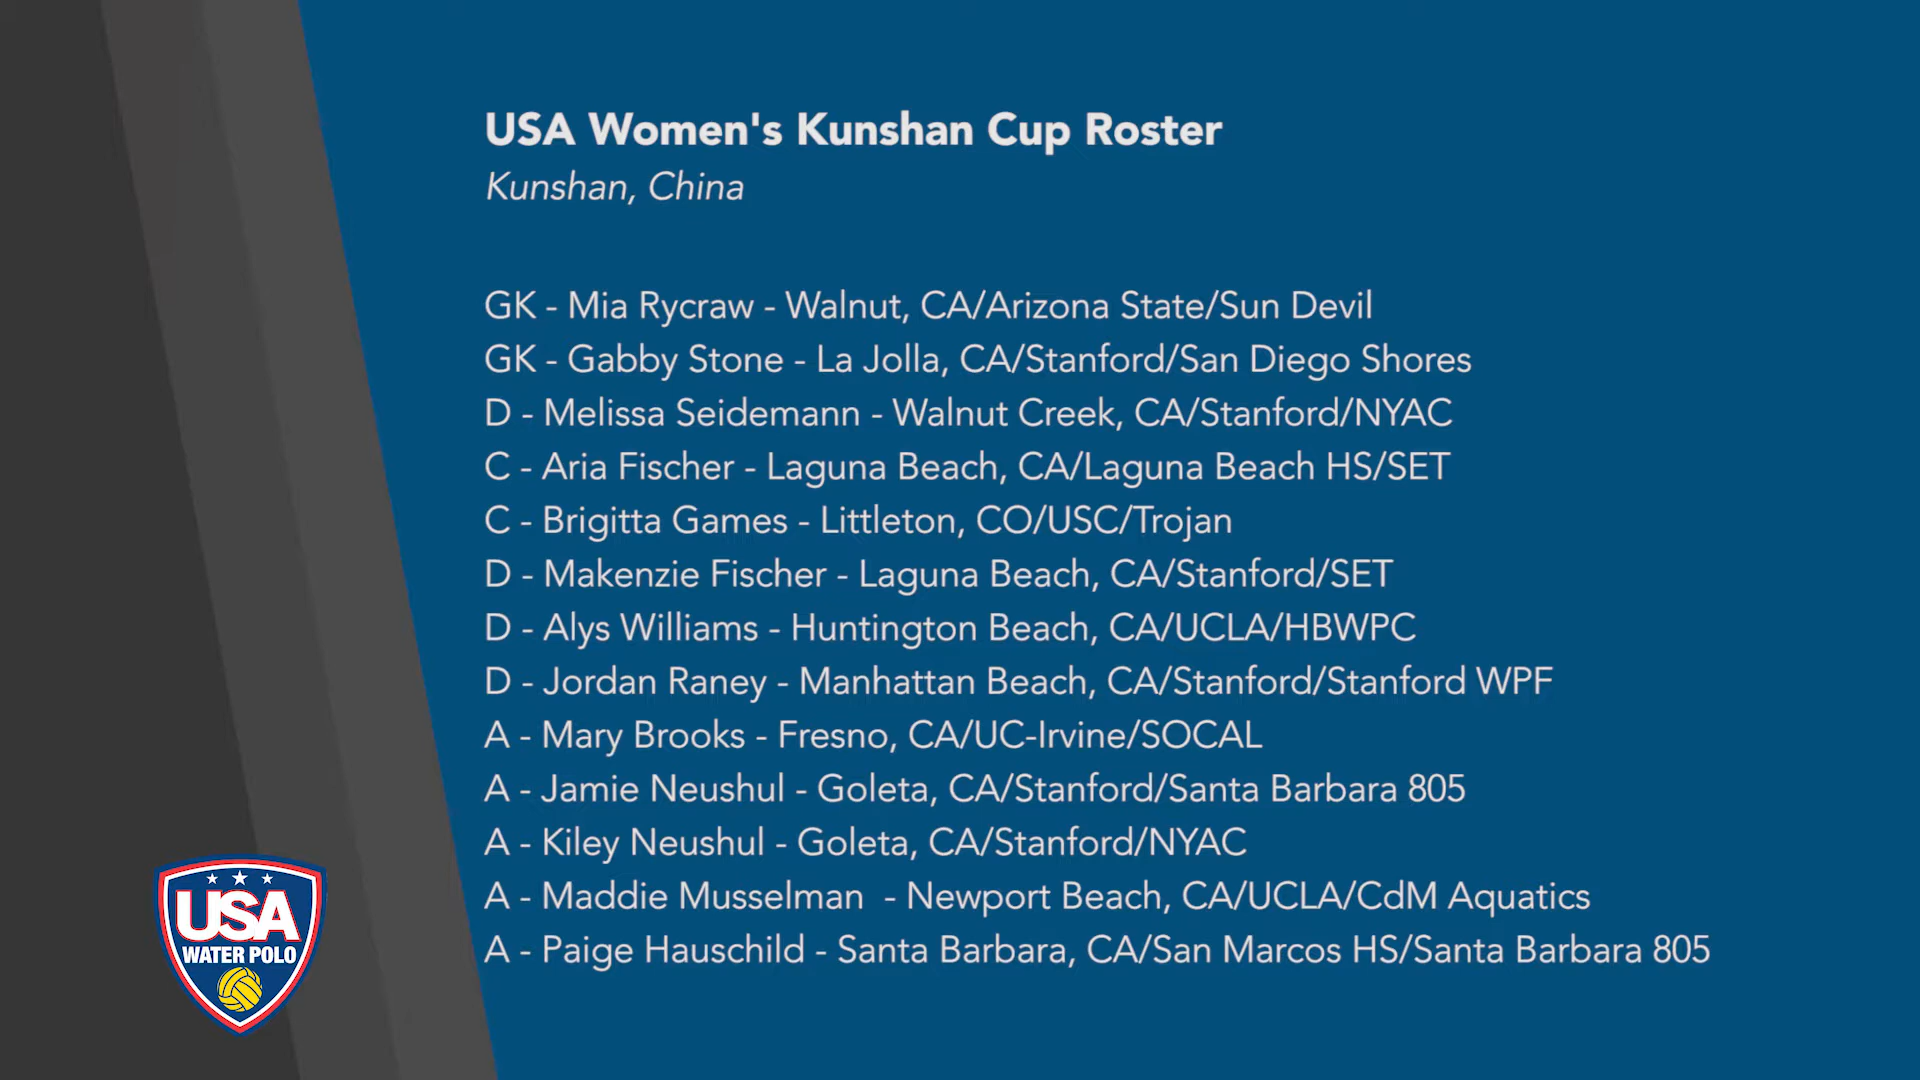 USA Women's Kunshan Cup Roster
Kunshan, China
GK - Mia Rycraw - Walnut, CA/Arizona State/Sun Devil
GK - Gabby Stone - La Jolla, CA/Stanford/San Diego Shores
D - Melissa Seidemann - Walnut Creek, CA/Stanford/NYAC
C - Aria Fischer - Laguna Beach, CA/Laguna Beach HS/SET
C - Brigitta Games - Littleton, CO/USC/Trojan
D - Makenzie Fischer - Laguna Beach, CA/Stanford/SET
D - Alys Williams - Huntington Beach, CA/UCLA/HBWPC
D - Jordan Raney - Manhattan Beach, CA/Stanford/Stanford WPF
A - Mary Brooks - Fresno, CA/UC-Irvine/SOCAL
A - Jamie Neushul - Goleta, CA/Stanford/Santa Barbara 805
A - Kiley Neushul - Goleta, CA/Stanford/NYAC
A - Maddie Musselman  - Newport Beach, CA/UCLA/CdM Aquatics
A - Paige Hauschild - Santa Barbara, CA/San Marcos HS/Santa Barbara 805
USA
WATER POLO